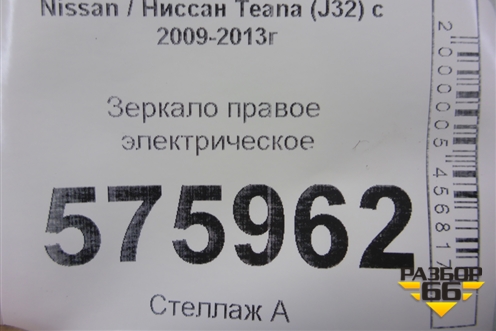 Nissan / Ниссан Teana (J32) с
2009-2013г
Зеркало правое
электрическое
575962
Стеллаж А
2000005456817
РАЗБОР
66